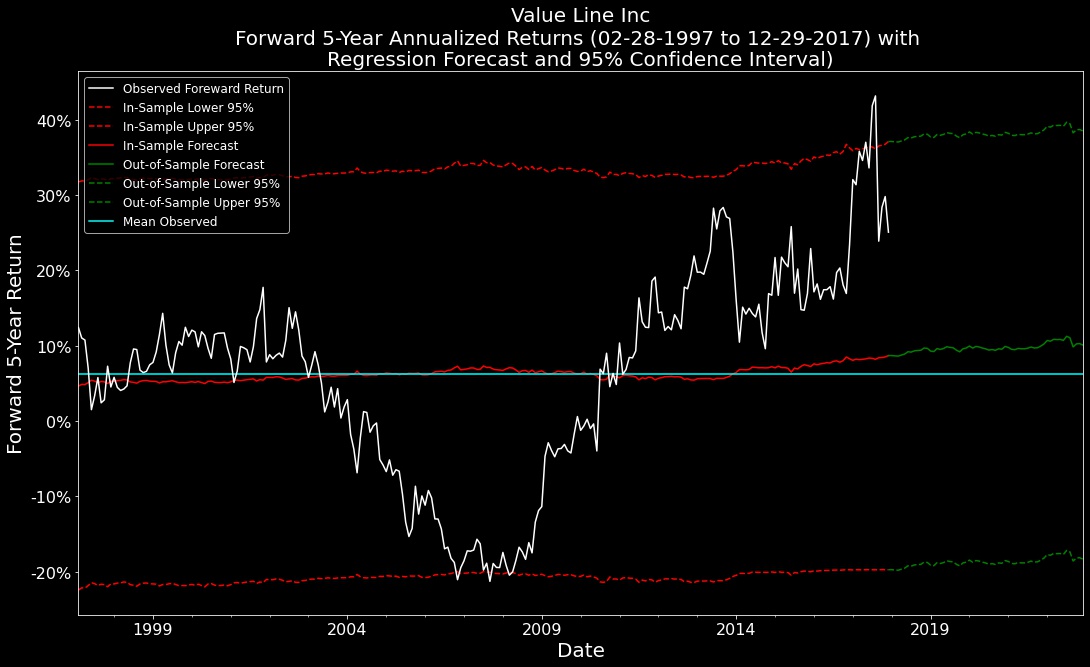 Value Line Inc
Forward 5-Year Annualized Returns (02-28-1997 to 12-29-2017) with
Regression Forecast and 95% Confidence Interval)
Observed Foreward Return
In-Sample Lower 95%
In-Sample Upper 95%
In-Sample Forecast
Out-of-Sample Forecast
Out-of-Sample Lower 95%
Out-of-Sample Upper 95%
Mean Observed
Forward 5-Year Return
40%
30%
20%
10%
0%
-10%
-20%
1999 2004 2009 2014 2019
Date